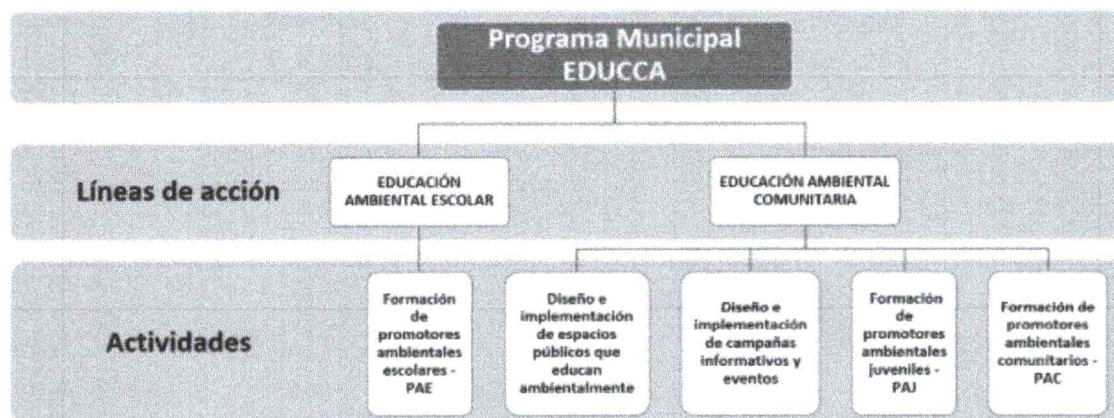 Programa Municipal
EDUCCA
Líneas de acción
EDUCACIÓN
AMBIENTAL ESCOLAR
EDUCACIÓN AMBIENTAL
COMUNITARIA
Actividades
Formación
de
promotores
ambientales
escolares -
PAE
Diseño e
implementación
de espacios
públicos que
educan
ambientalmente
Diseño e
implementación
de campañas
informativos y
eventos
Formación
de
promotores
ambientales
juveniles - PAJ
Formación de
promotores
ambientales
comunitarios -
PAC